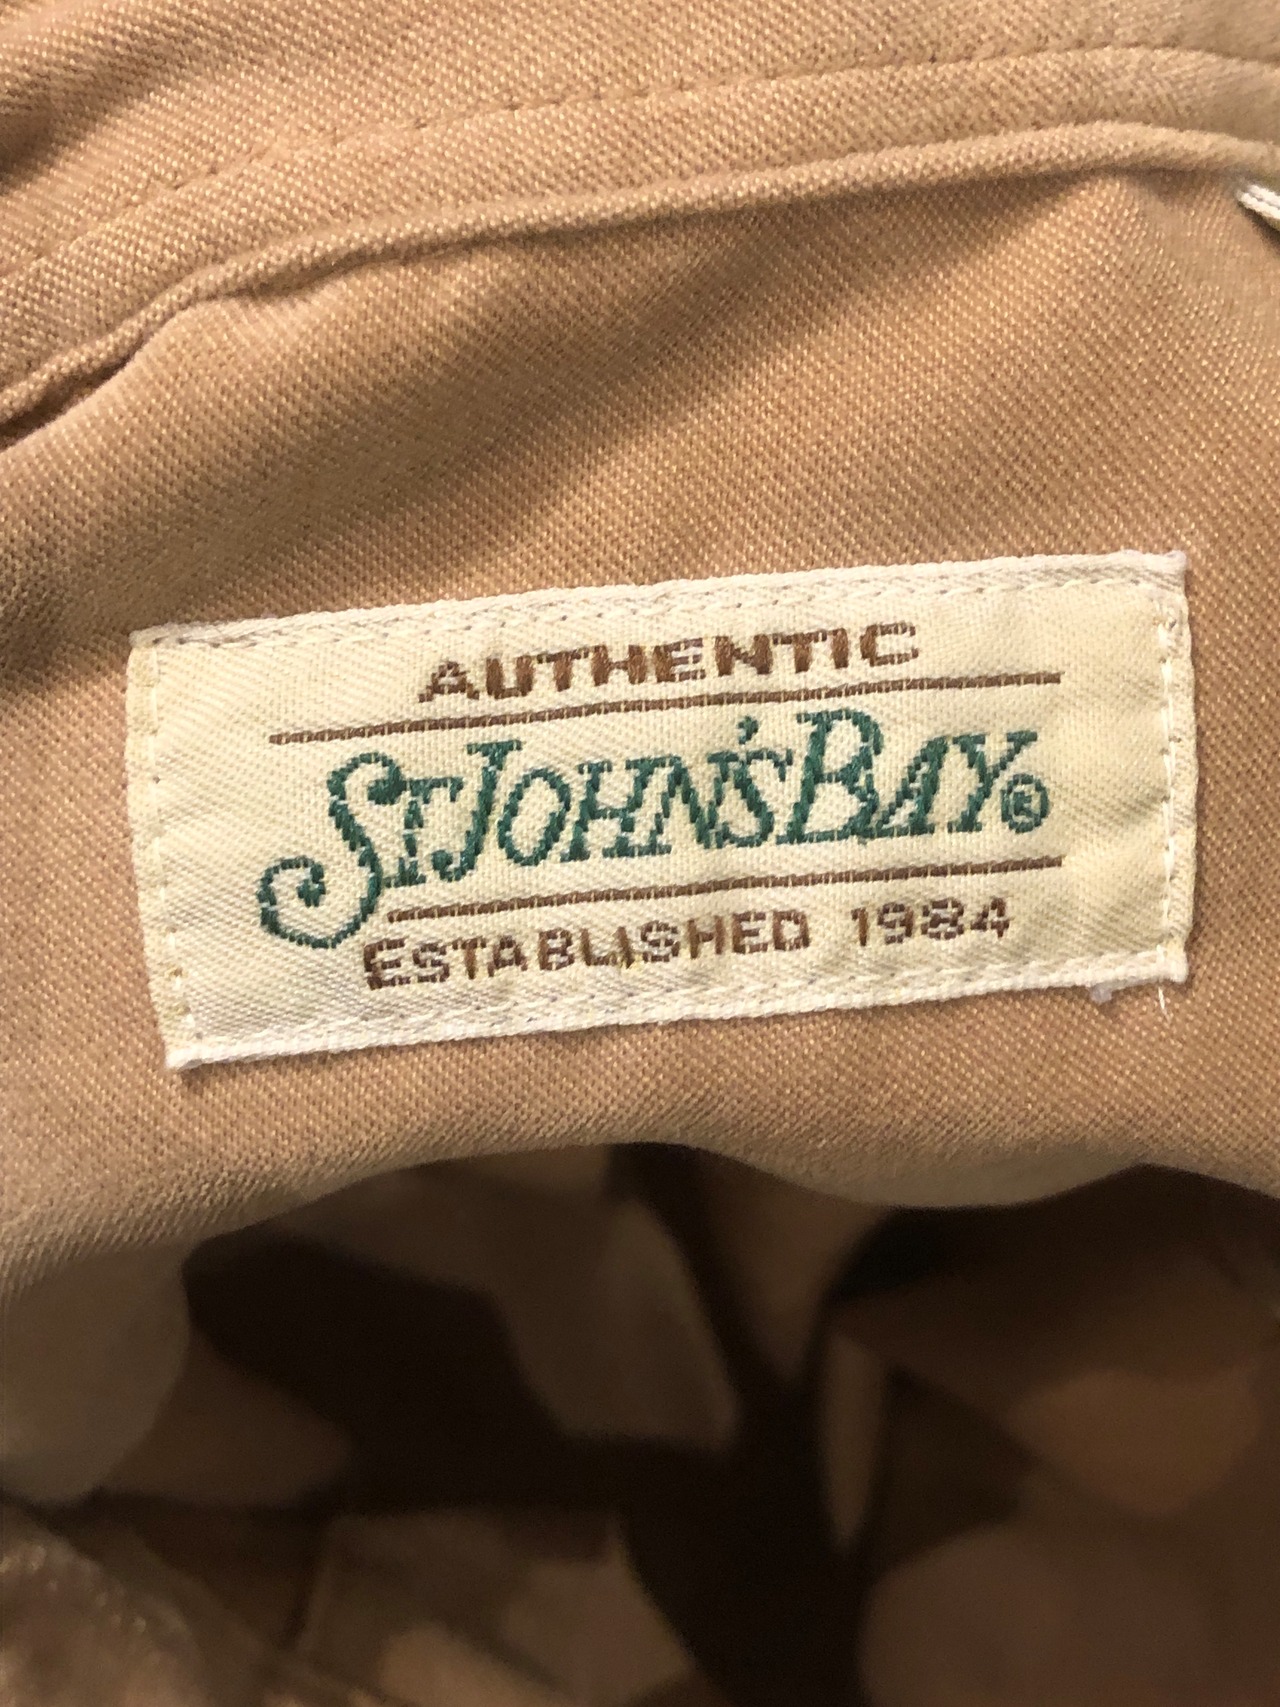 AUTHENTIC
ST JOHN'S BAY®
ESTABLISHED 1984